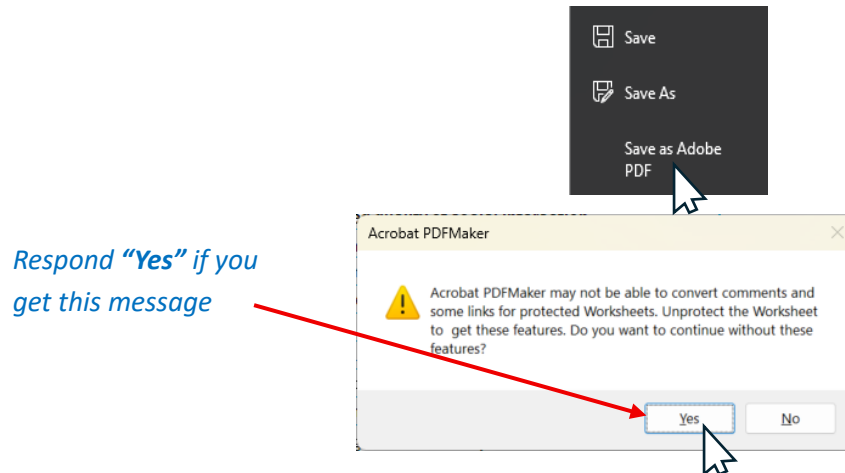 Save
Save As
Save as Adobe
PDF
Acrobat PDFMaker
Respond “Yes” if you
get this message
Acrobat PDFMaker may not be able to convert comments and
some links for protected Worksheets. Unprotect the Worksheet
to get these features. Do you want to continue without these
features?
Yes
No